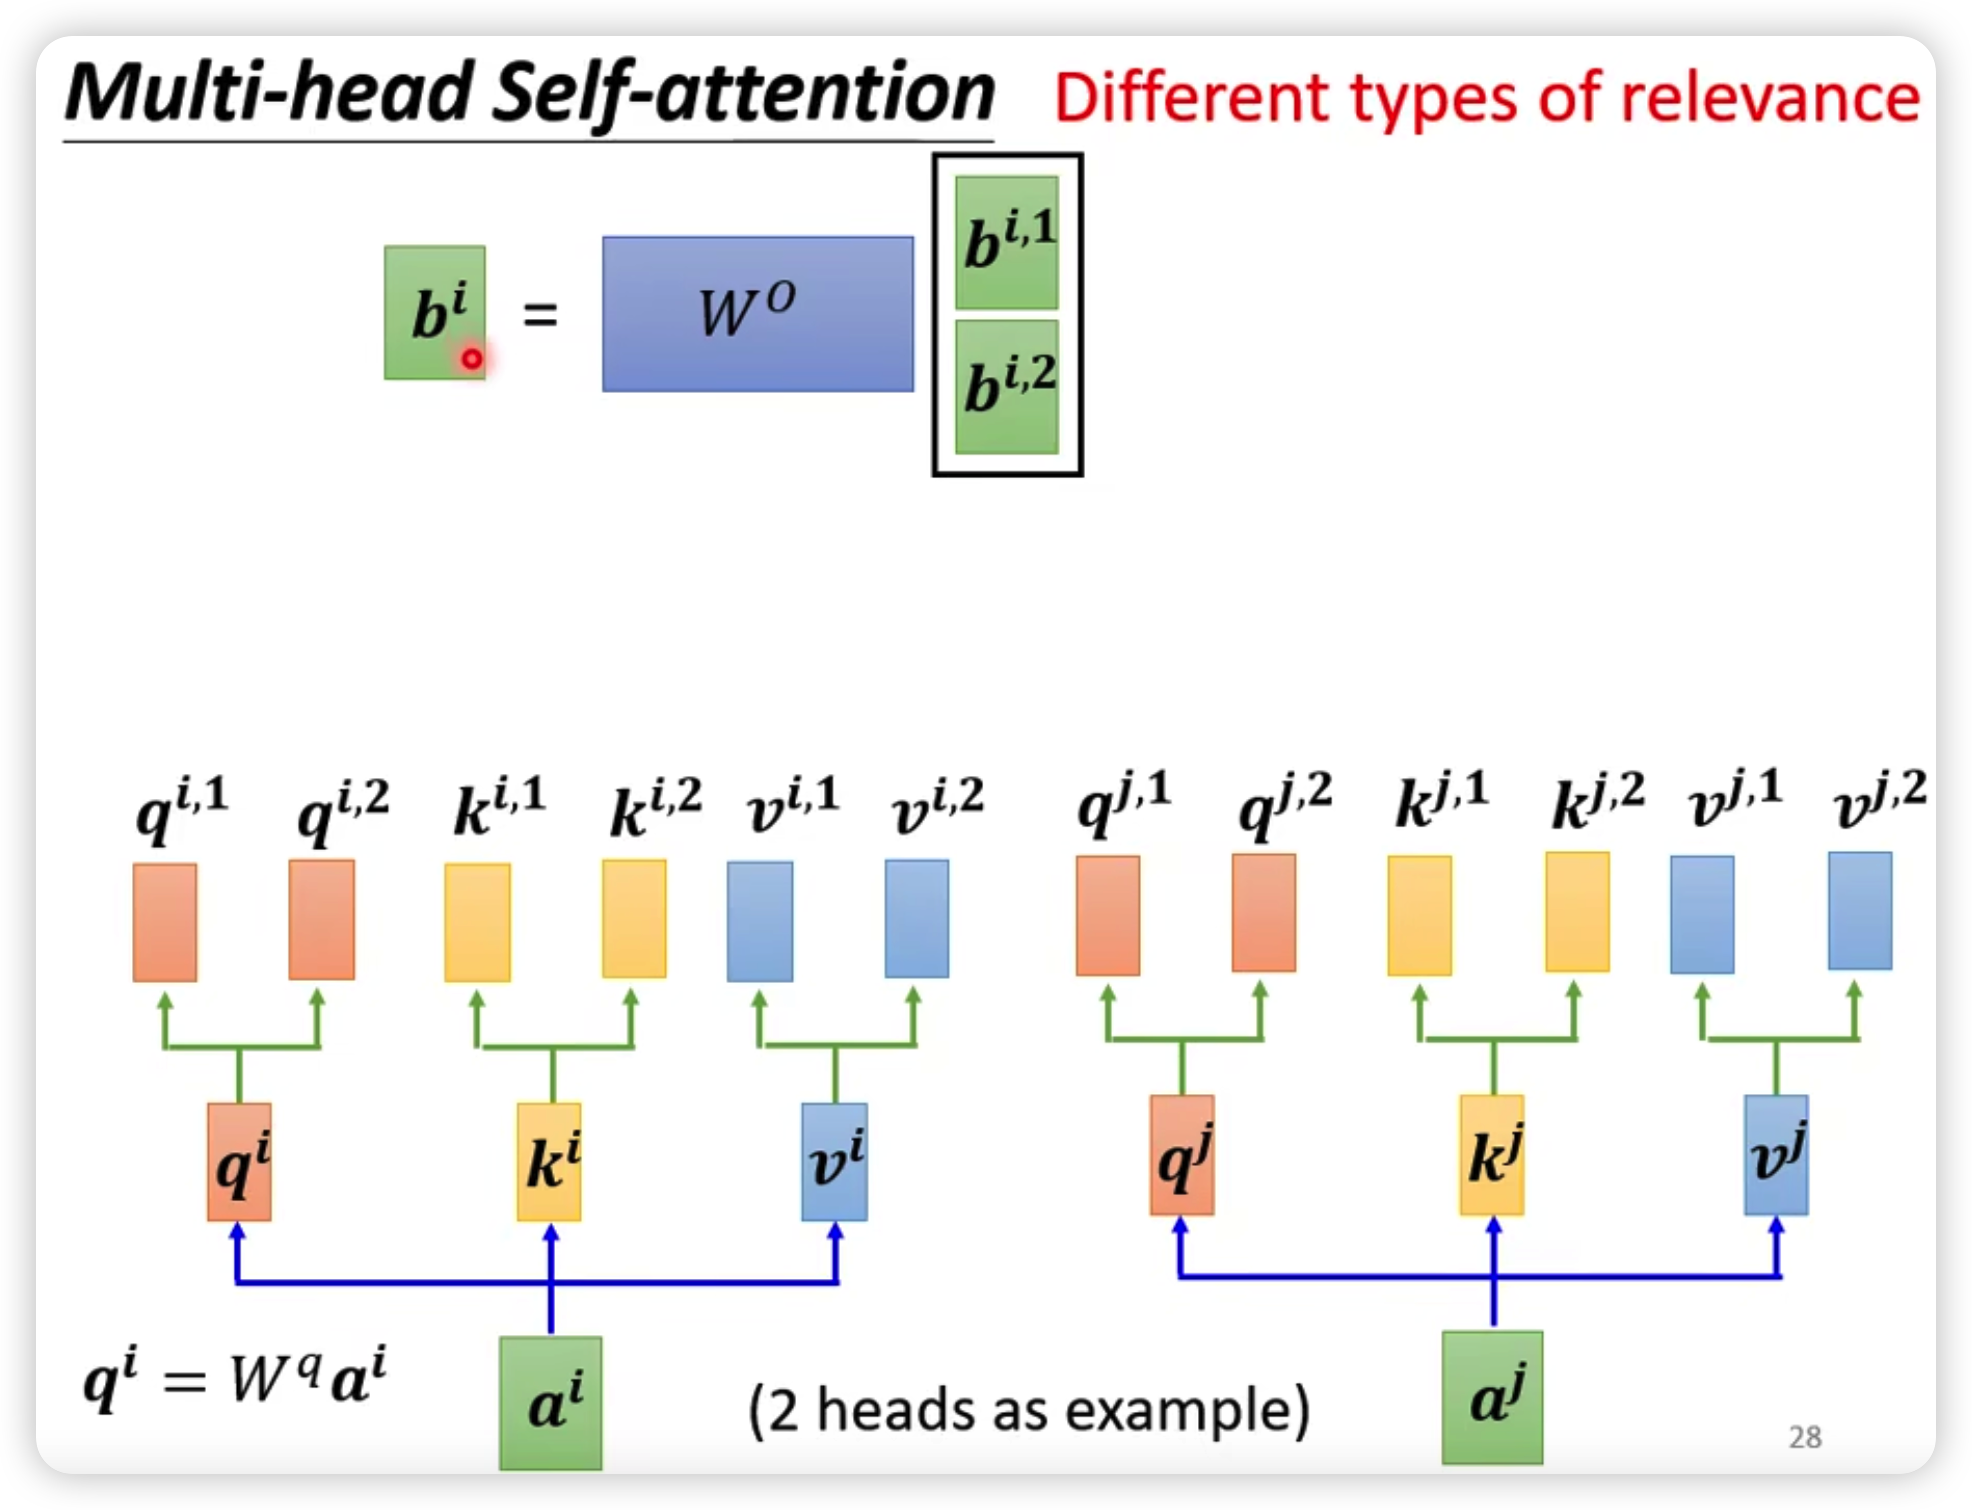 Multi-head Self-attention Different types of relevance
b^{i,1}
b^i = W^O
b^{i,2}
q^{i,1} q^{i,2} k^{i,1} k^{i,2} v^{i,1} v^{i,2} q^{j,1} q^{j,2} k^{j,1} k^{j,2} v^{j,1} v^{j,2}
q^i k^i v^i q^j k^j v^j
q^i = W^q a^i
a^i (2 heads as example) a^j
28